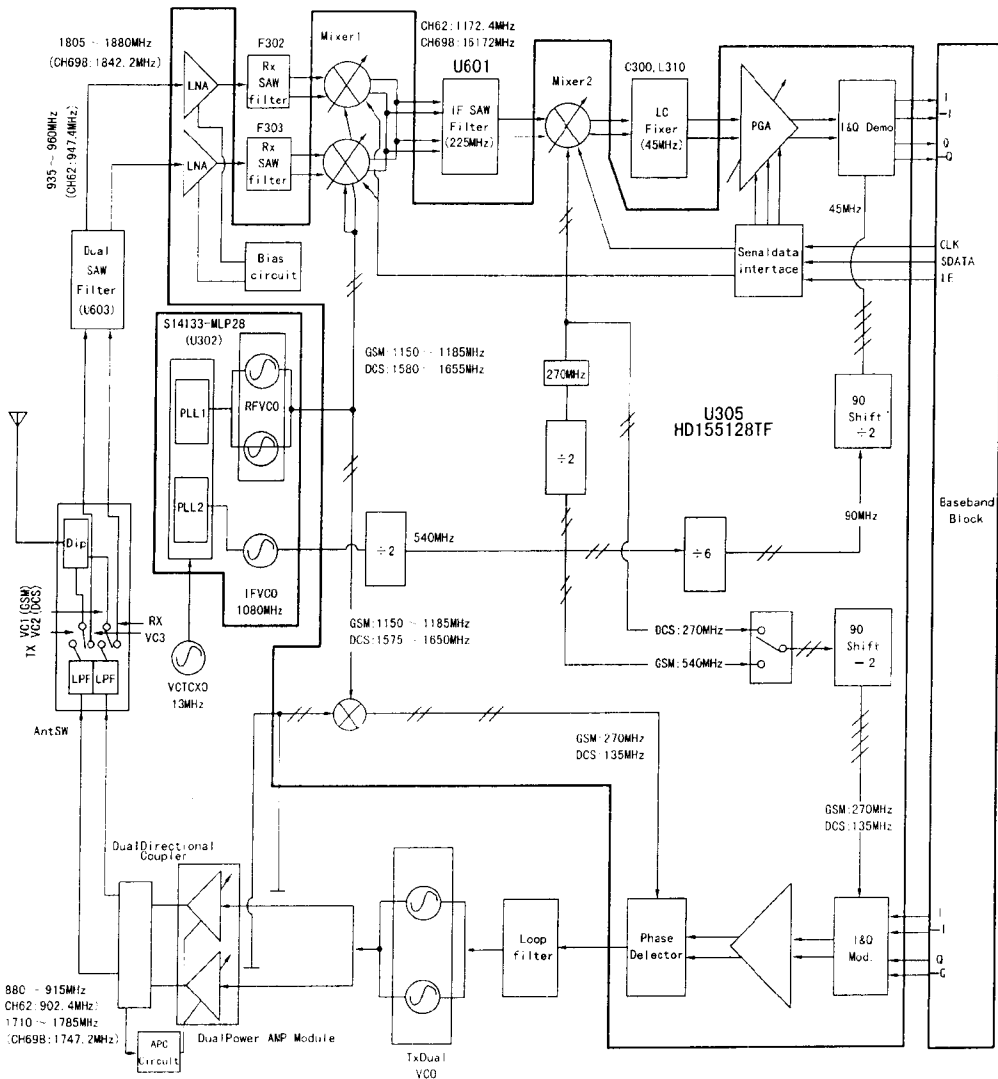 1805 ~ 1880MHz
(CH698:1842.2MHz)
F302
Mixer1
CH62:1172.4MHz
CH698:16172MHz
U601
Mixer2
C300,L310
LNA
Rx
SAW
filter
IF SAW
Filter
(225MHz)
LC
Fixer
(45MHz)
PGA
I&Q Demo
I
-I
Q
-Q
F303
LNA
Rx
SAW
filter
935 ~ 960MHz
(CH62:947.4MHz)
45MHz
Dual
SAW
Filter
(U603)
Bias
circuit
Senaldata
intertace
CLK
SDATA
IE
S14133-MLP28
(U302)
GSM:1150 ~ 1185MHz
DCS:1580 ~ 1655MHz
PLL1
RFVCO
270MHz
U305
HD155128TF
90
Shift
÷2
÷2
PLL2
Baseband
Block
Dip
÷2
540MHz
÷6
90MHz
IFVCO
1080MHz
TX VC1(GSM)
VC2(DCS)
RX
VC3
GSM:1150 ~ 1185MHz
DCS:1575 ~ 1650MHz
DCS:270MHz
GSM:540MHz
90
Shift
-2
LPF
LPF
VCTCXO
13MHz
AntSW
GSM:270MHz
DCS:135MHz
GSM:270MHz
DCS:135MHz
DualDirectional
Coupler
Loop
filter
Phase
Delector
I&Q
Mod.
I
-I
Q
-Q
880 - 915MHz
CH62:902.4MHz
1710 ~ 1785MHz
(CH698:1747.2MHz)
APC
Circuit
DualPower AMP Module
TxDual
VCO